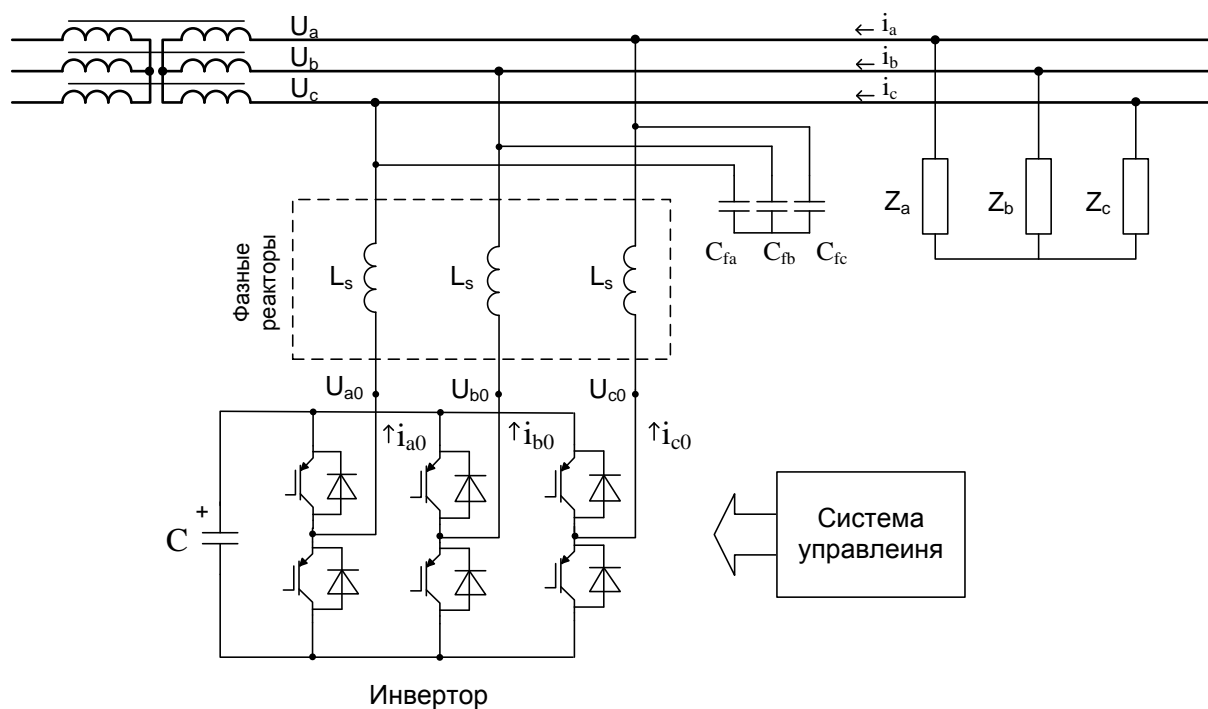 Ua
← ia
Ub
← ib
Uc
← ic
Фазные
реакторы
Ls
Ls
Ls
Cfa
Cfb
Cfc
Za
Zb
Zc
Ua0
Ub0
Uc0
↑ia0
↑ib0
↑ic0
+
C
Система
управлеиня
Инвертор